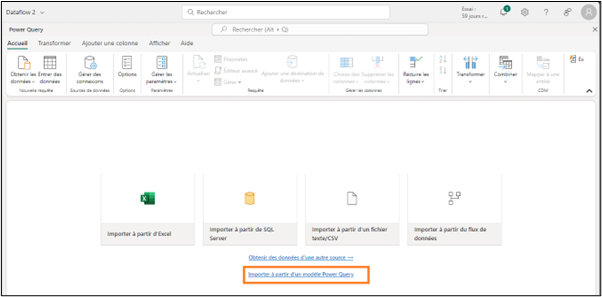 Dataflow 2
Rechercher
Essai :
59 jours r...
Power Query
Rechercher (Alt + Q)
Accueil Transformer Ajouter une colonne Afficher Aide
Obtenir les données
Entrer des données
Gérer des connexions
Options
Gérer les paramètres
Actualiser
Propriétés
Éditeur avancé
Gérer
Ajouter une destination de données
Choisir des colonnes
Supprimer les colonnes
Réduire les lignes
Transformer
Combiner
Mapper à une entité
Ex
Nouvelle requête
Sources de données
Options
Paramètres
Requête
Gérer les colonnes
Trier
CDM
Importer à partir d'Excel
Importer à partir de SQL
Server
Importer à partir d'un fichier
texte/CSV
Importer à partir du flux de
données
Obtenir des données d'une autre source →
Importer à partir d'un modèle Power Query